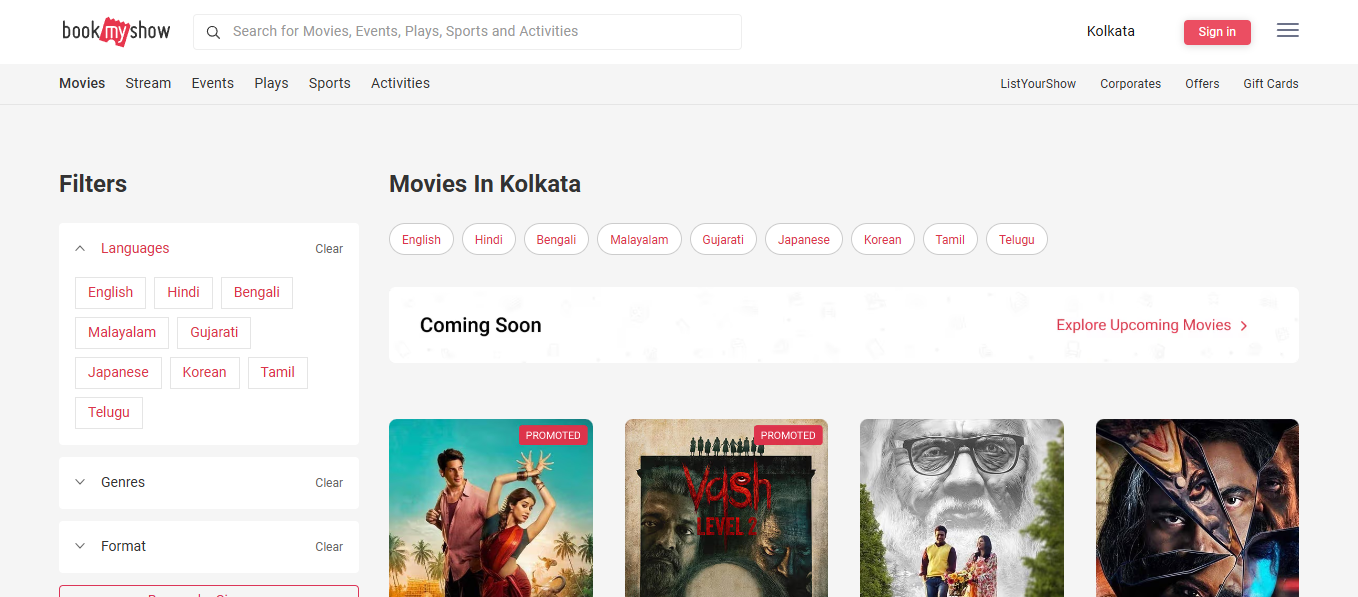 bookmyshow
Search for Movies, Events, Plays, Sports and Activities
Kolkata
Sign in
Movies Stream Events Plays Sports Activities
ListYourShow Corporates Offers Gift Cards
Filters
Languages Clear
English Hindi Bengali
Malayalam Gujarati
Japanese Korean Tamil
Telugu
Genres Clear
Format Clear
Movies In Kolkata
English Hindi Bengali Malayalam Gujarati Japanese Korean Tamil Telugu
Coming Soon
Explore Upcoming Movies
PROMOTED
PROMOTED
Vash
LEVEL 2